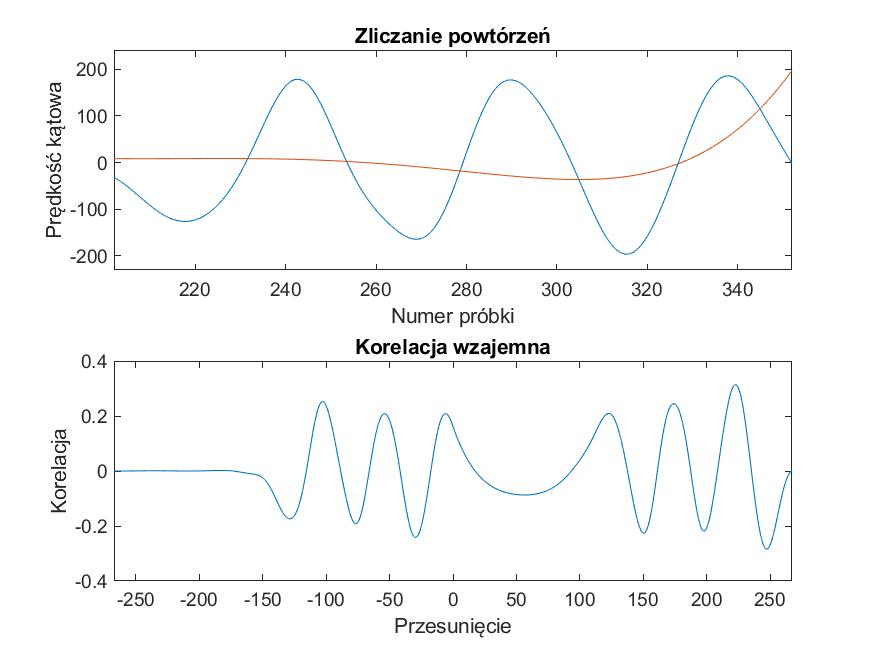 Zliczanie powtórzeń
200
100
0
-100
-200
Prędkość kątowa
220 240 260 280 300 320 340
Numer próbki
Korelacja wzajemna
0.4
0.2
0
-0.2
-0.4
Korelacja
-250 -200 -150 -100 -50 0 50 100 150 200 250
Przesunięcie